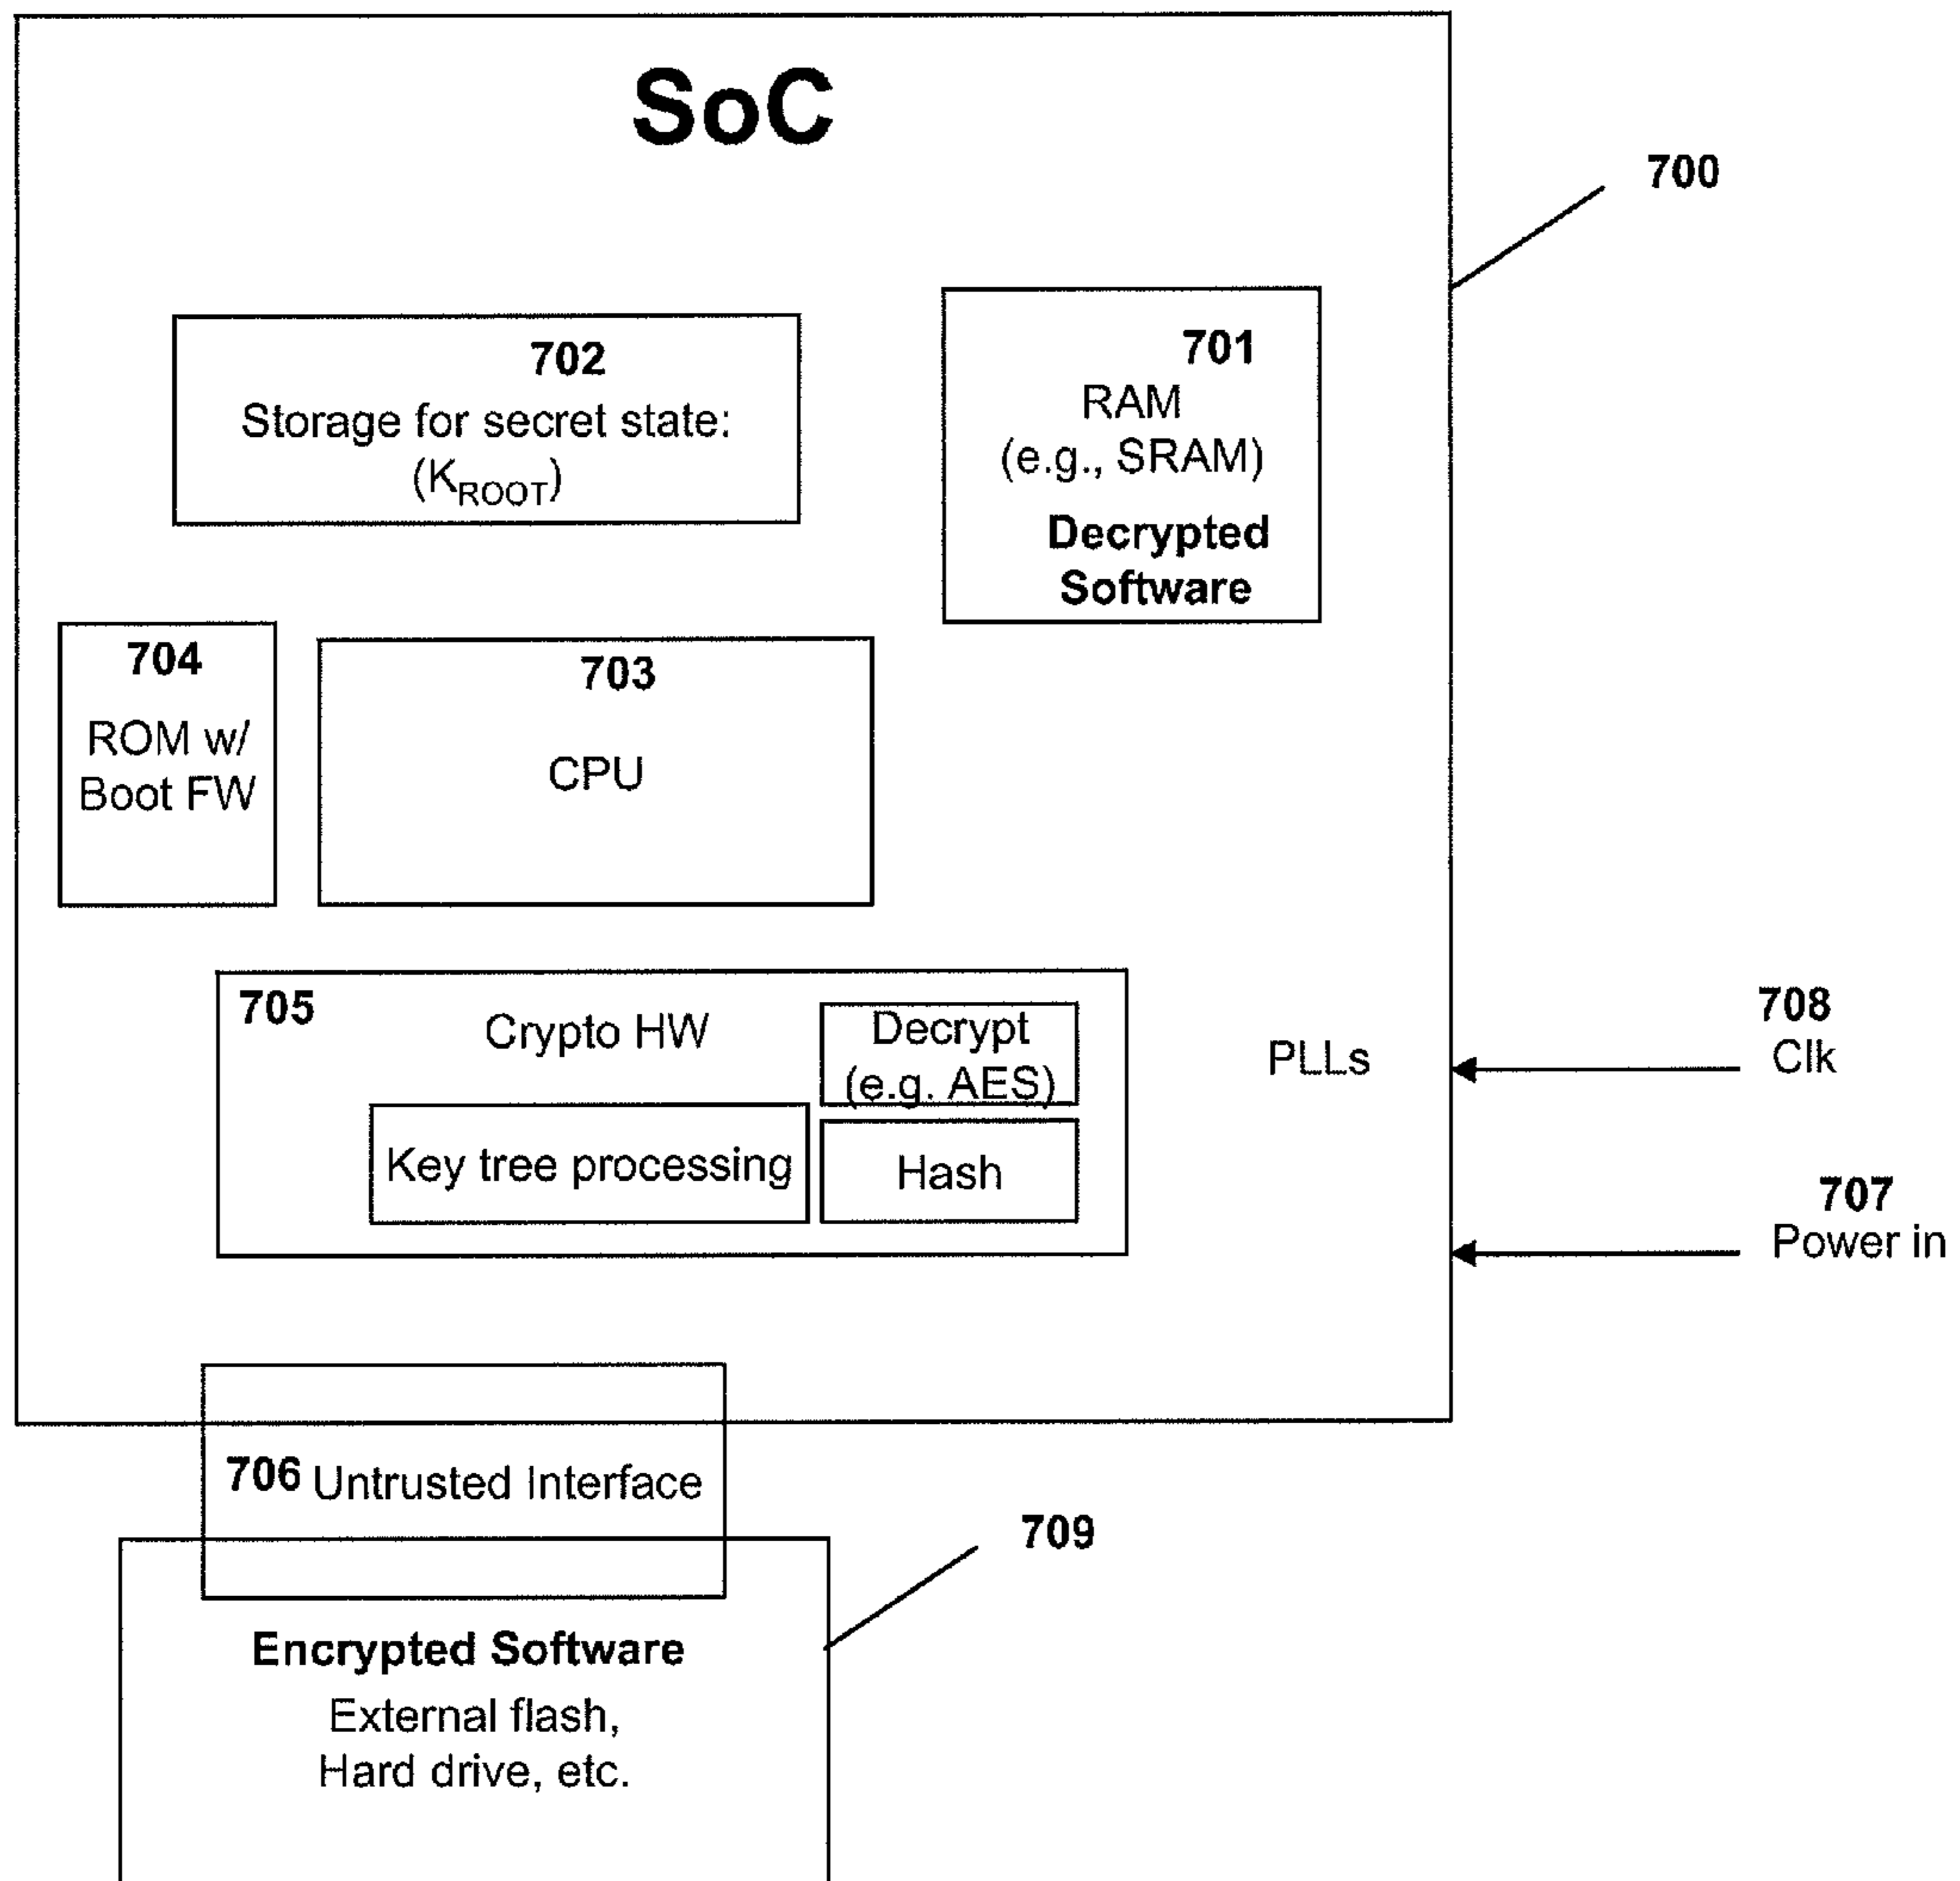 SoC
700
702
Storage for secret state:
(KROOT)
701
RAM
(e.g., SRAM)
Decrypted
Software
704
ROM w/
Boot FW
703
CPU
705
Crypto HW
Decrypt
(e.g. AES)
Key tree processing
Hash
PLLs
708
Clk
707
Power in
706 Untrusted Interface
709
Encrypted Software
External flash,
Hard drive, etc.